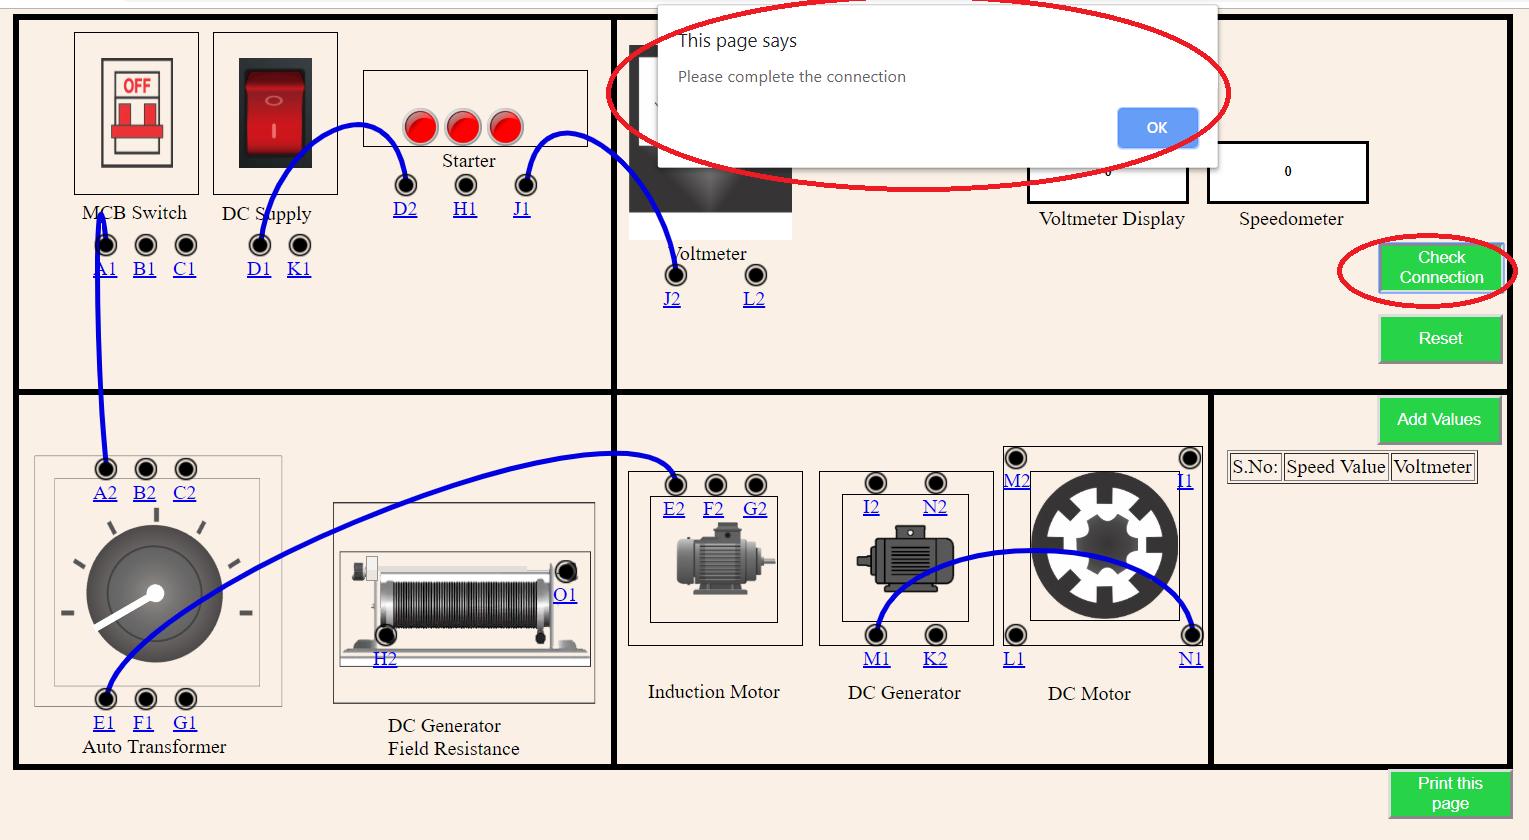 This page says
Please complete the connection
OK
OFF
Starter
0
0
D2
H1
J1
MCB Switch
DC Supply
Voltmeter Display
Speedometer
A1
B1
C1
D1
K1
Voltmeter
J2
L2
Check
Connection
Reset
Add Values
S.No:
Speed Value
Voltmeter
A2
B2
C2
E2
F2
G2
I2
N2
M2
I1
O1
H2
M1
K2
L1
N1
Induction Motor
DC Generator
DC Motor
E1
F1
G1
Auto Transformer
DC Generator
Field Resistance
Print this
page